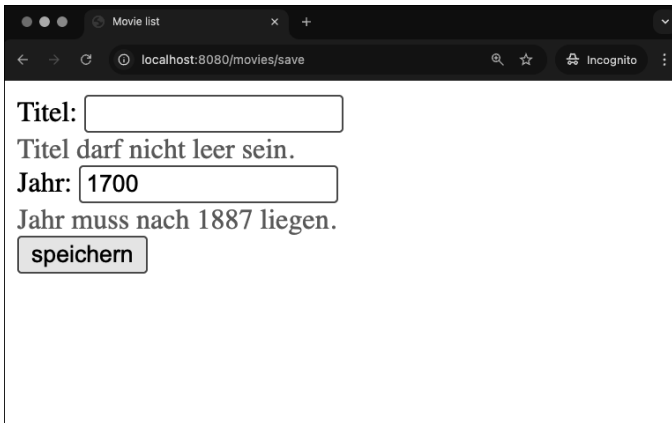 Movie list
localhost:8080/movies/save
Incognito
Titel:
Titel darf nicht leer sein.
Jahr: 1700
Jahr muss nach 1887 liegen.
speichern